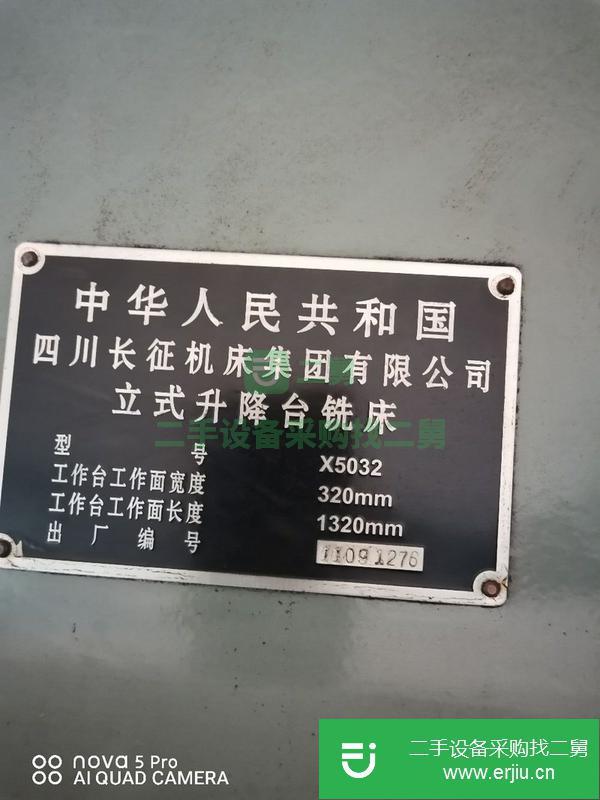 中华人民共和国
四川长征机床集团有限公司
二舅
立式升降台铣床
二手设备采购找二舅
型号 X5032
工作台工作面宽度 320mm
工作台工作面长度 1320mm
出厂编号 11091276
nova 5 Pro
AI QUAD CAMERA
二手设备采购找二舅
www.erjiu.cn